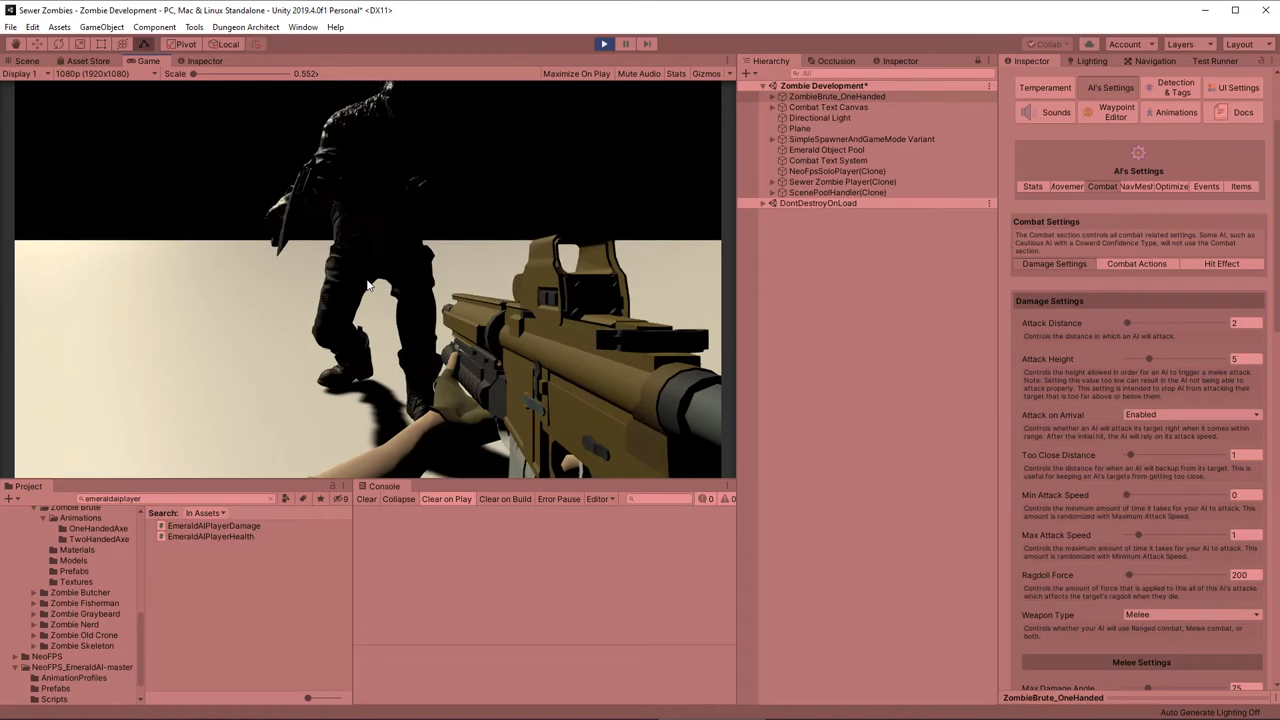 Sewer Zombies - Zombie Development - PC, Mac & Linux Standalone - Unity 2019.4.0f1 Personal* <DX11>
File Edit Assets GameObject Component Tools Dungeon Architect Window Help
Pivot Local Collab Account Layers Layout
Scene Asset Store Game Inspector
Display 1 1080p (1920x1080) Scale 0.552x Maximize On Play Mute Audio Stats Gizmos
Hierarchy Occlusion Inspector
All
Zombie Development*
ZombieBrute_OneHanded
Combat Text Canvas
Directional Light
Plane
SimpleSpawnerAndGameMode Variant
Emerald Object Pool
Combat Text System
NeoFpsSoloPlayer(Clone)
Sewer Zombie Player(Clone)
ScenePoolHandler(Clone)
DontDestroyOnLoad
Inspector Lighting Navigation Test Runner
Temperament AI's Settings Detection & Tags UI Settings
Sounds Waypoint Editor Animations Docs
AI's Settings
Stats Movemer Combat NavMesh Optimize Events Items
Combat Settings
The Combat section controls all combat related settings. Some AI, such as
Cautious AI with a Coward Confidence Type, will not use the Combat
section.
Damage Settings Combat Actions Hit Effect
Damage Settings
Attack Distance 2
Controls the distance in which an AI will attack.
Attack Height 5
Controls the height allowed in order for an AI to trigger a melee attack.
Note: Setting this value too low can result in the AI not being able to
attack properly. This setting is intended to stop AI from attacking their
target that is too far above or below them.
Attack on Arrival Enabled
Controls whether an AI will attack its target right when it comes within
range. After the initial hit, the AI will rely on its attack speed.
Too Close Distance 1
Controls the distance for when an AI will backup from its target. This is
useful for keeping an AI's targets from getting too close.
Min Attack Speed 0
Controls the minimum amount of time it takes for your AI to attack. This
amount is randomized with Maximum Attack Speed.
Max Attack Speed 1
Controls the maximum amount of time it takes for your AI to attack. This
amount is randomized with Minimum Attack Speed.
Ragdoll Force 200
Controls the amount of force that is applied to this all of this AI's attacks
which affects the target's ragdoll when they die.
Weapon Type Melee
Controls whether your AI will use Ranged combat, Melee combat, or
both.
Melee Settings
Max Damage Angle 75
ZombieBrute_OneHanded
Auto Generate Lighting Off
Project
emeraldaiplayer 9
Zombie Brute
Animations
OneHandedAxe
TwoHandedAxe
Materials
Models
Prefabs
Textures
Zombie Butcher
Zombie Fisherman
Zombie Graybeard
Zombie Nerd
Zombie Old Crone
Zombie Skeleton
NeoFPS
NeoFPS_EmeraldAI-master
AnimationProfiles
Prefabs
Scripts
Search: In Assets
EmeraldAIPlayerDamage
EmeraldAIPlayerHealth
Console
Clear Collapse Clear on Play Clear on Build Error Pause Editor 0 0